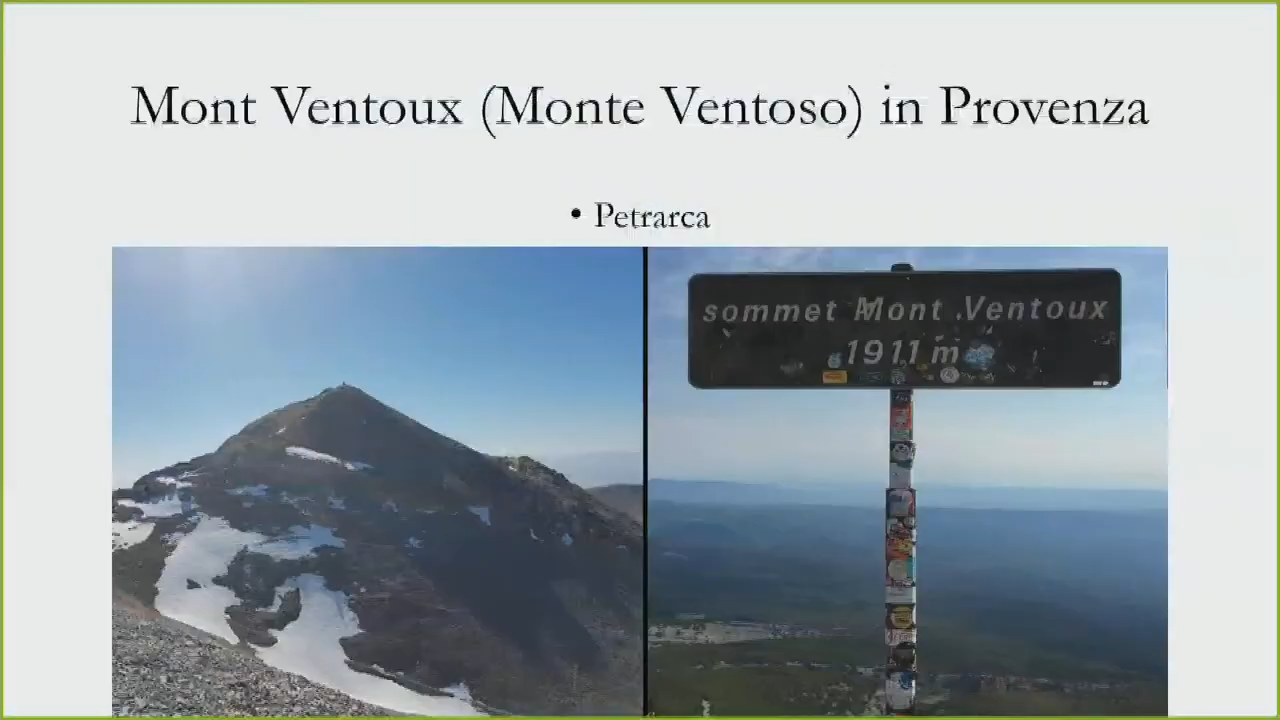 Mont Ventoux (Monte Ventoso) in Provenza
• Petrarca
sommet Mont Ventoux
1911 m